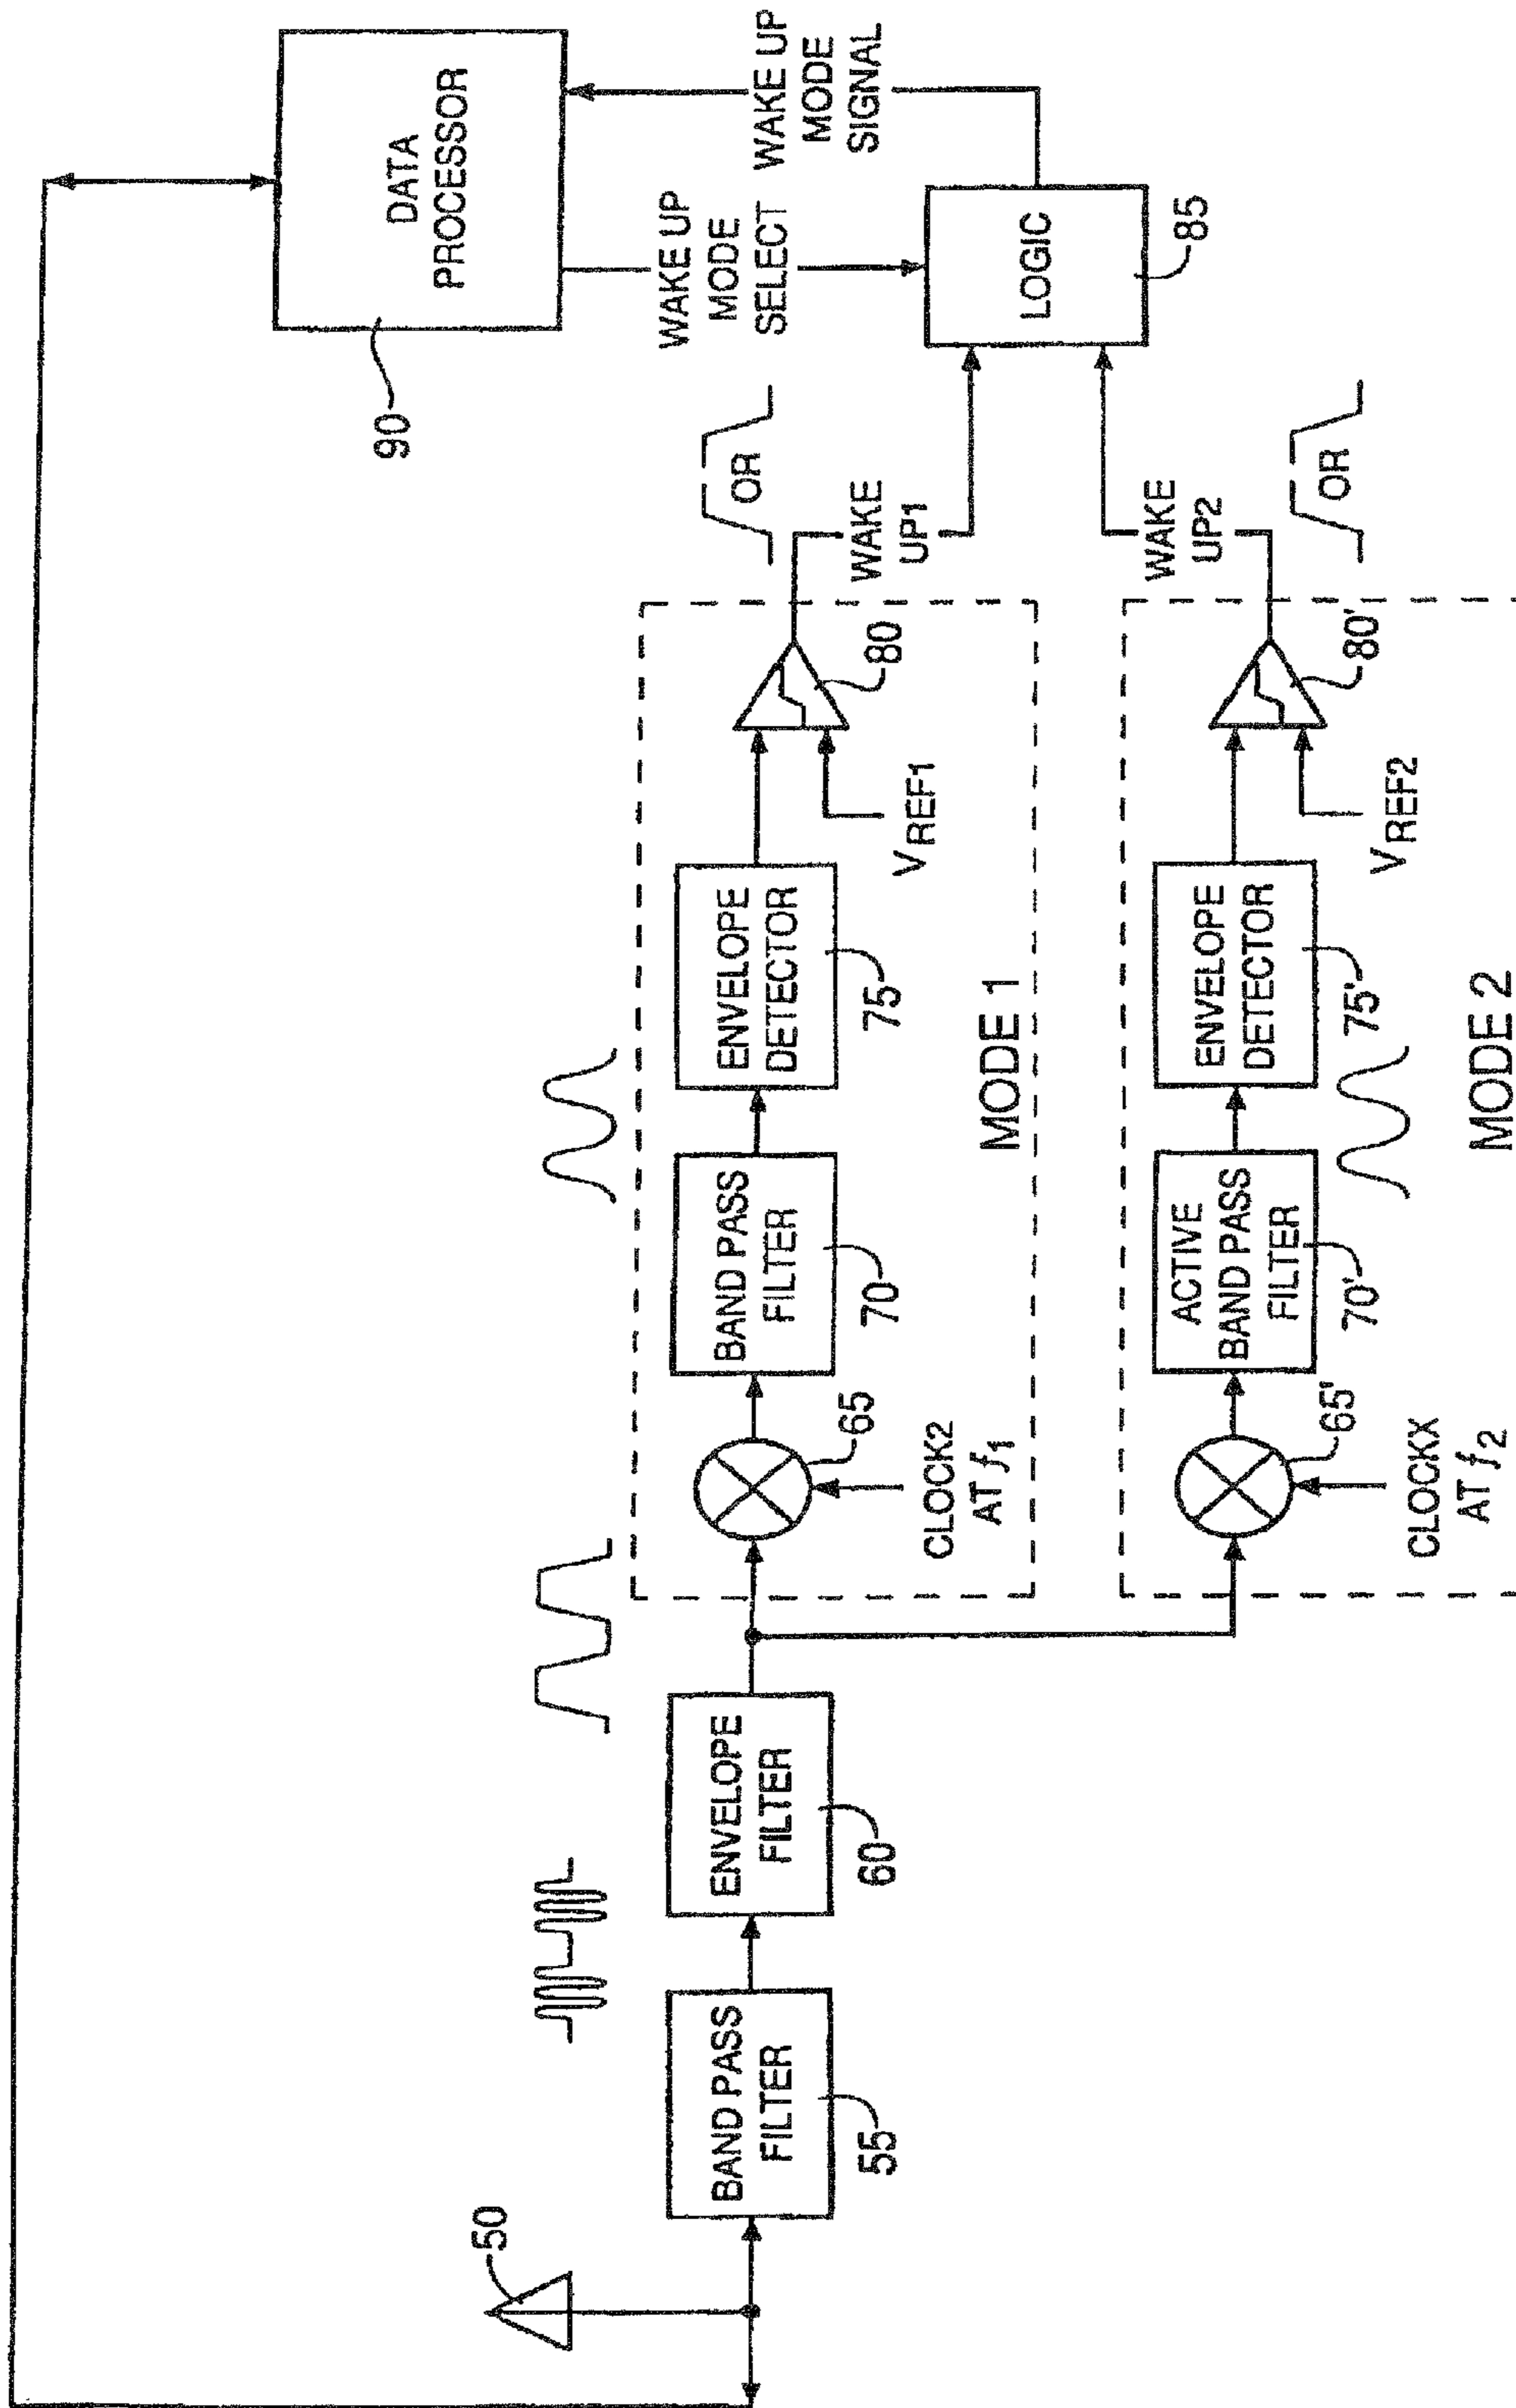 50
BAND PASS
FILTER
55
ENVELOPE
FILTER
60
65
CLOCK2
AT f1
BAND PASS
FILTER
70
ENVELOPE
DETECTOR
75
VREF1
80
MODE 1
WAKE
UP1
OR
65'
CLOCKX
AT f2
ACTIVE
BAND PASS
FILTER
70'
ENVELOPE
DETECTOR
75'
VREF2
80'
MODE 2
WAKE
UP2
OR
LOGIC
85
WAKE UP
MODE
SELECT
WAKE UP
MODE
SIGNAL
DATA
PROCESSOR
90